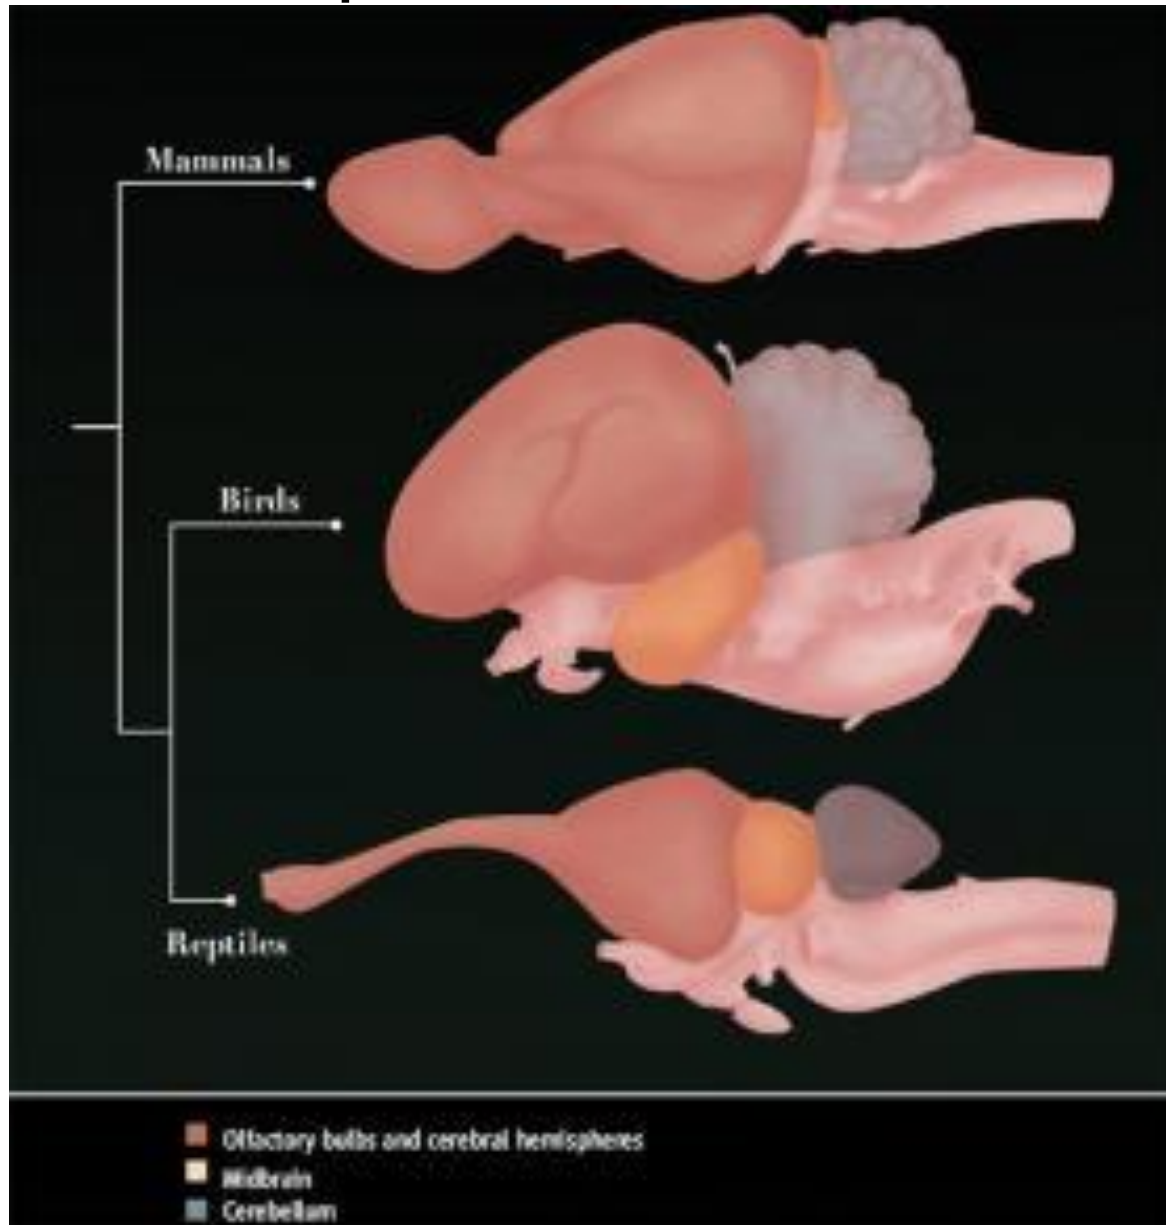 Mammals
Birds
Reptiles
Olfactory bulbs and cerebral hemispheres
Midbrain
Cerebellum